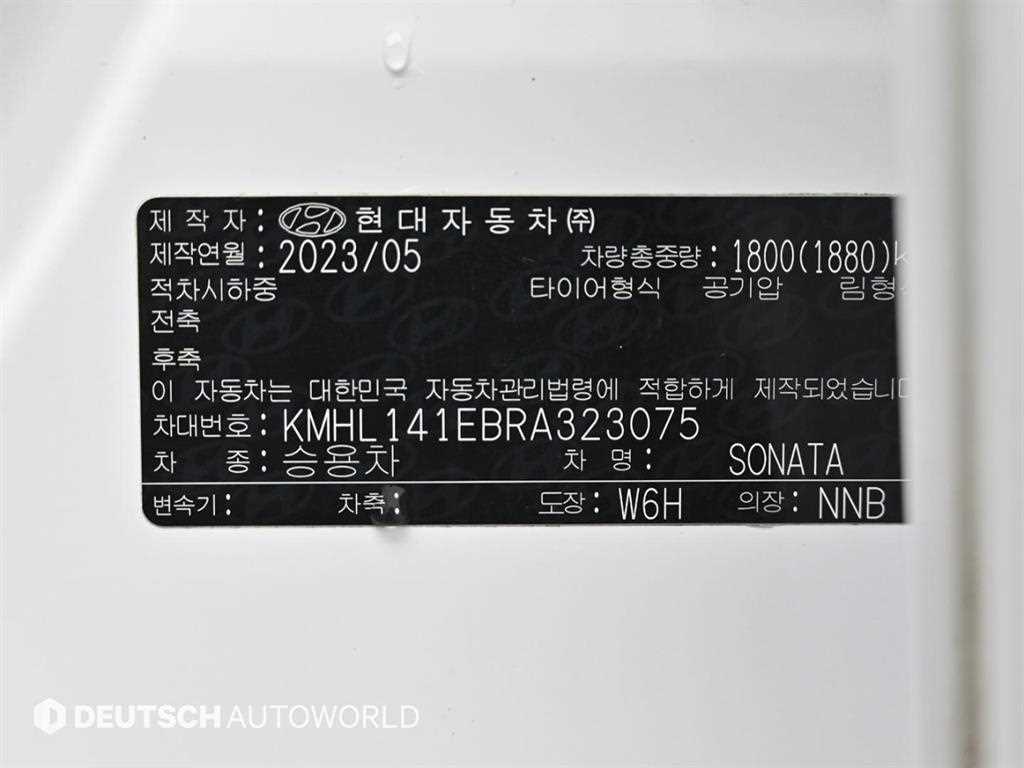 제 작 자 : 현대자동차㈜
제작연월 : 2023/05 차량총중량 : 1800(1880)k
적차시하중 타이어형식 공기압 림형
전축
후축
이 자동차는 대한민국 자동차관리법령에 적합하게 제작되었습니
차대번호 : KMHL141EBRA323075
차 종 : 승용차 차 명 : SONATA
변속기 : 차축 : 도장 : W6H 의장 : NNB
DEUTSCH AUTOWORLD